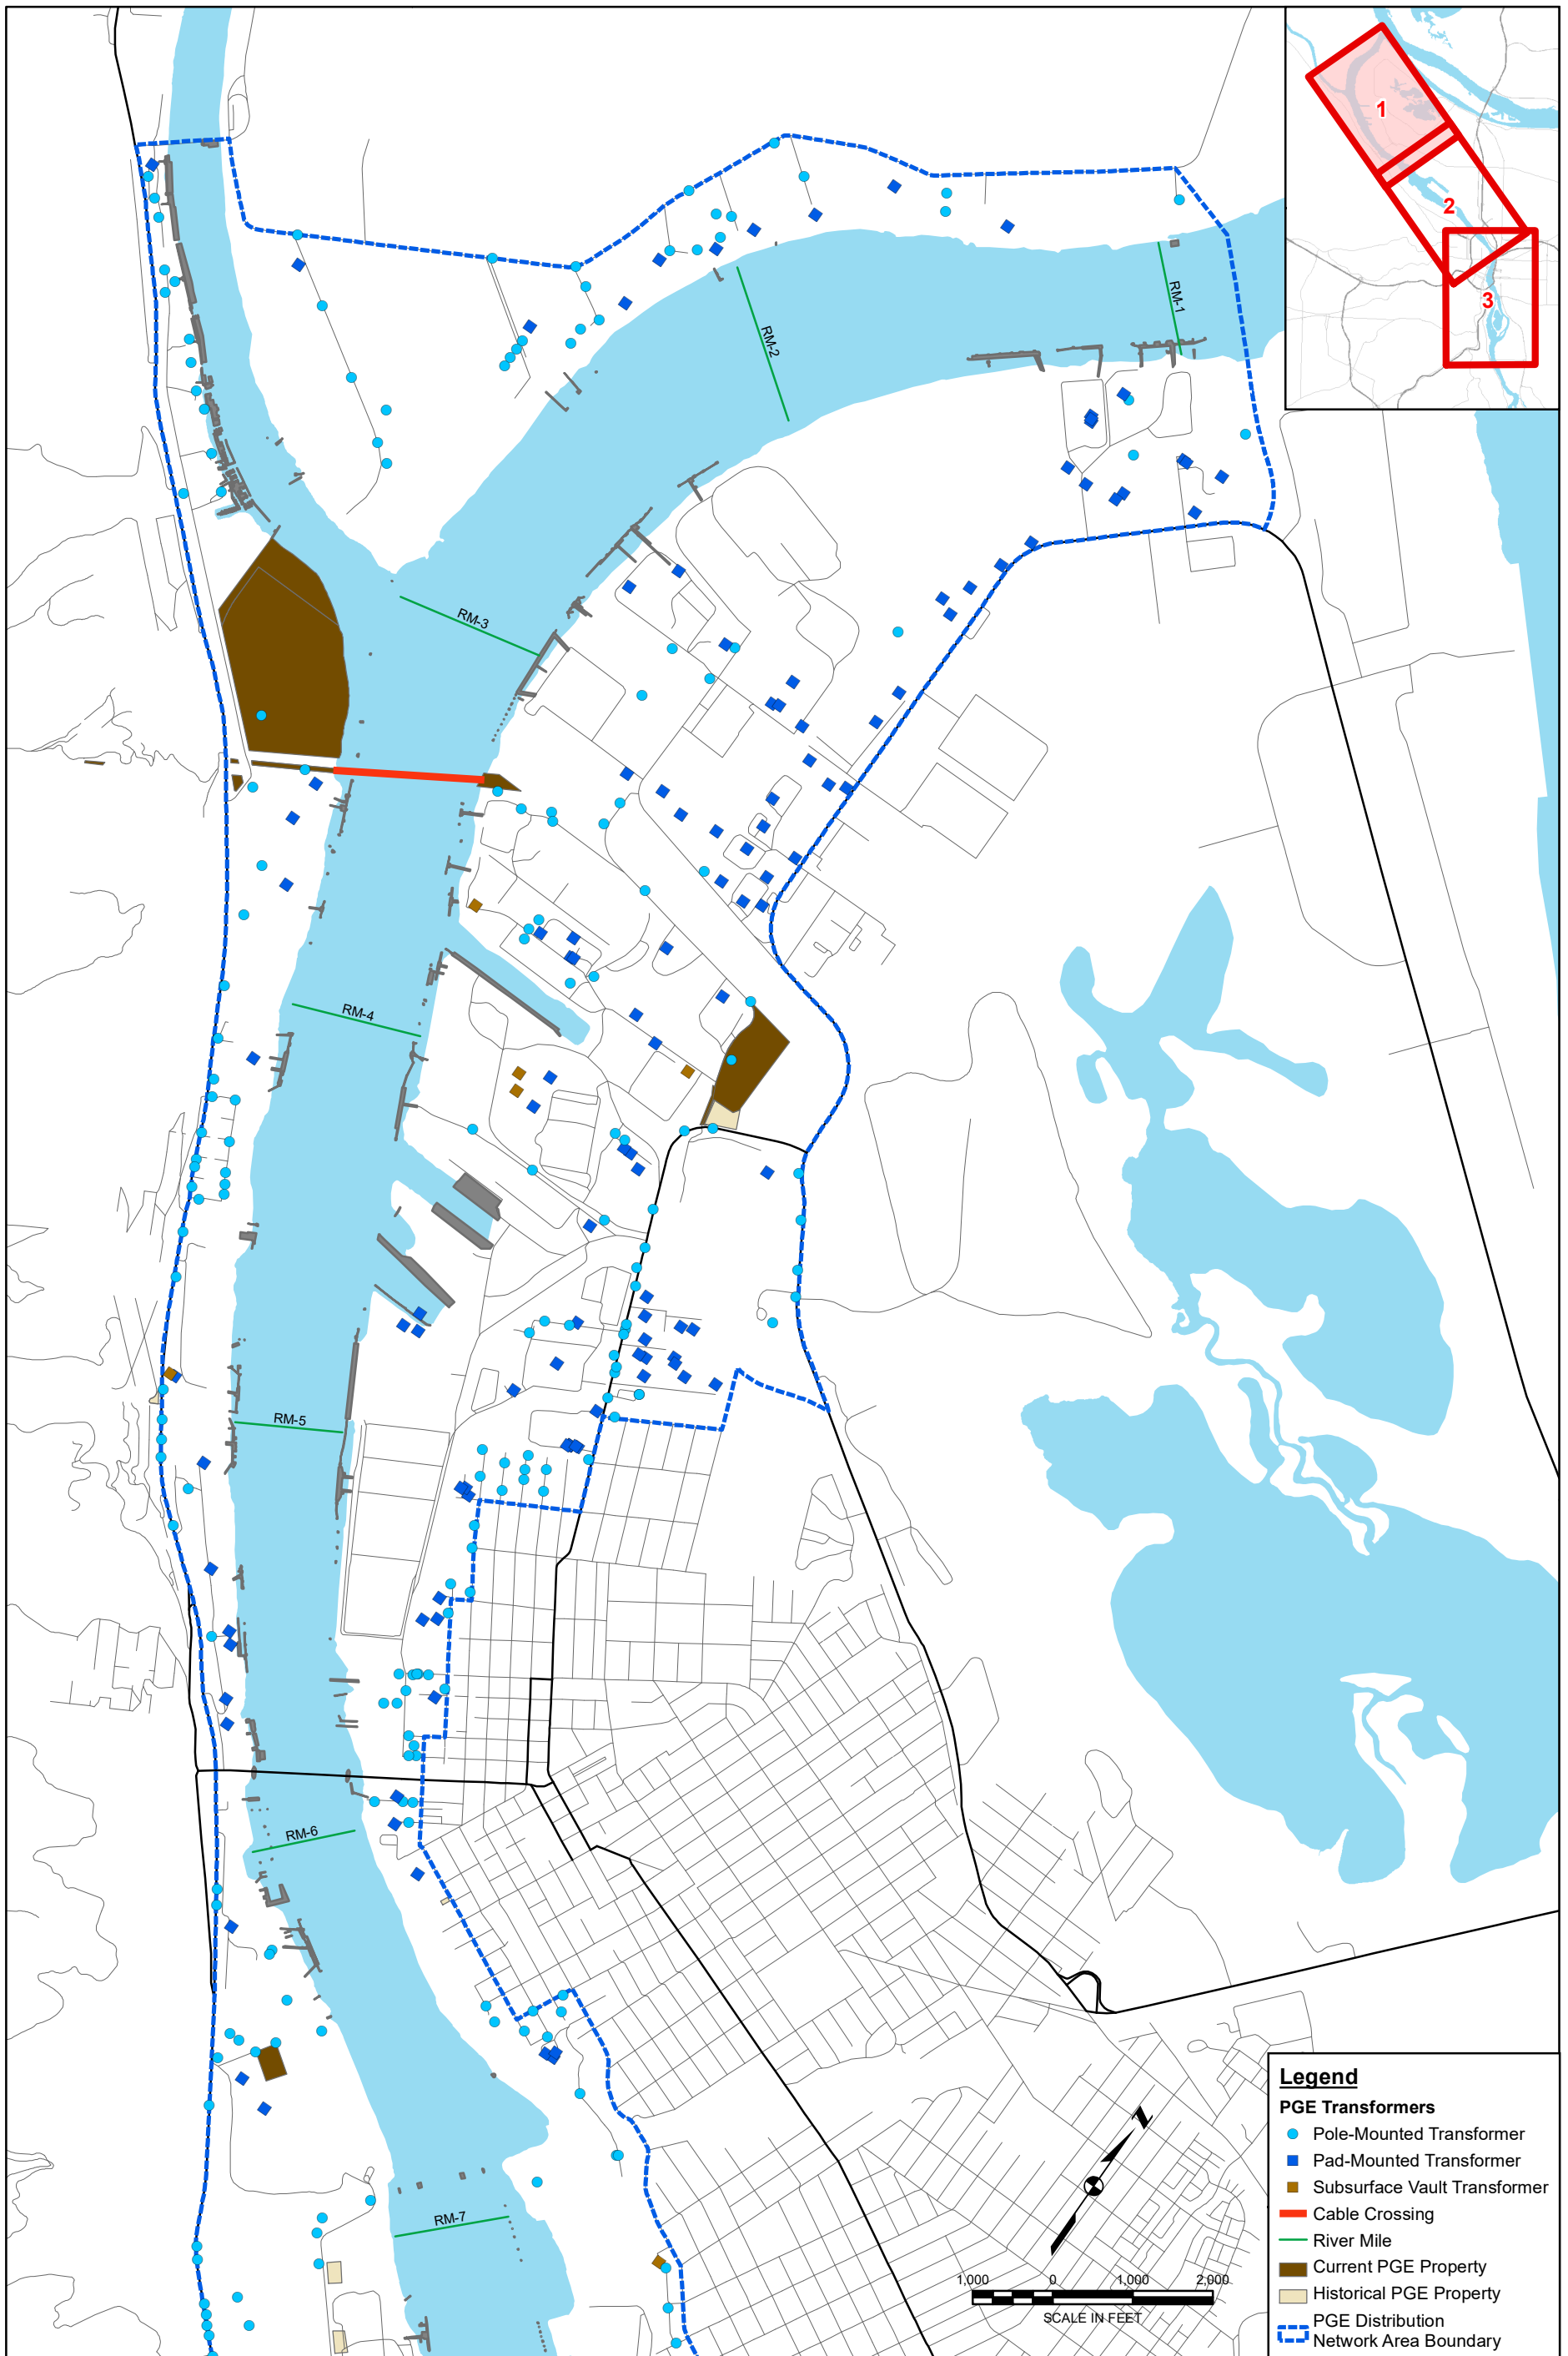 1
2
3
RM-1
RM-2
RM-3
RM-4
RM-5
RM-6
RM-7
N
1,000 0 1,000 2,000
SCALE IN FEET
Legend
PGE Transformers
Pole-Mounted Transformer
Pad-Mounted Transformer
Subsurface Vault Transformer
Cable Crossing
River Mile
Current PGE Property
Historical PGE Property
PGE Distribution
Network Area Boundary